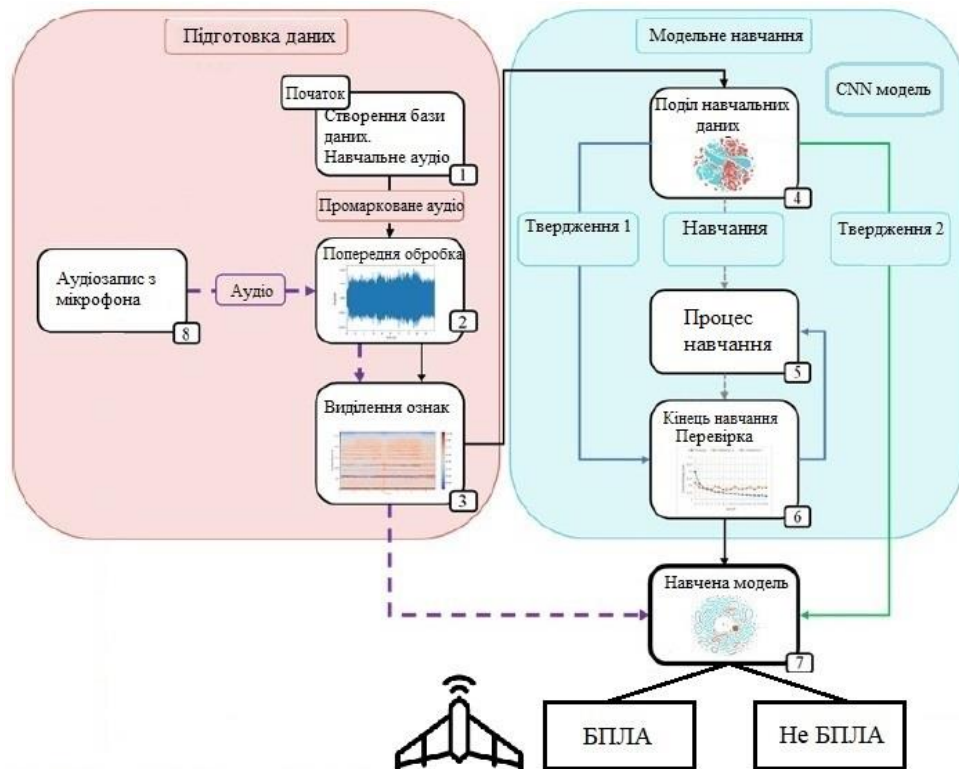 Підготовка даних
Початок
Створення бази
даних.
Навчальне аудіо
1
Промарковане аудіо
Попередня обробка
2
Аудіозапис з
мікрофона
8
Аудіо
Виділення ознак
3
Модельне навчання
CNN модель
Поділ навчальних
даних
4
Твердження 1
Навчання
Твердження 2
Процес
навчання
5
Кінець навчання
Перевірка
6
Навчена модель
7
БПЛА
Не БПЛА